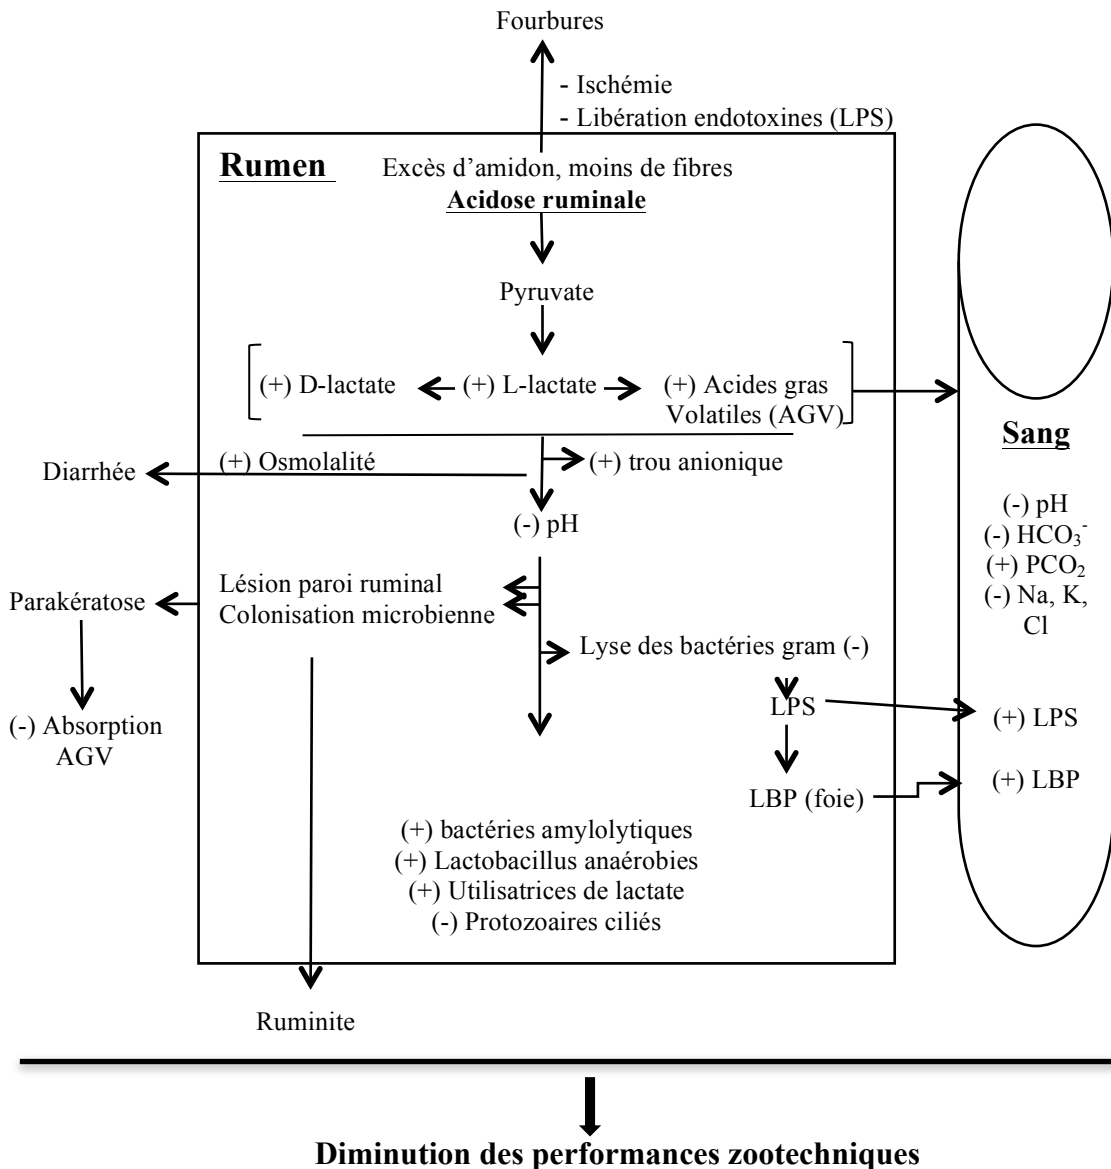 Fourbures
- Ischémie
- Libération endotoxines (LPS)
Rumen
Excès d'amidon, moins de fibres
Acidose ruminale
Pyruvate
(+) D-lactate
(+) L-lactate
(+) Acides gras
Volatiles (AGV)
Sang
Diarrhée
(+) Osmolalité
(+) trou anionique
(-) pH
(-) pH
(-) HCO₃⁻
(+) PCO₂
(-) Na, K,
Cl
Parakératose
Lésion paroi ruminal
Colonisation microbienne
Lyse des bactéries gram (-)
(-) Absorption
AGV
LPS
(+) LPS
LBP (foie)
(+) LBP
(+) bactéries amylolytiques
(+) Lactobacillus anaérobies
(+) Utilisatrices de lactate
(-) Protozoaires ciliés
Ruminite
Diminution des performances zootechniques